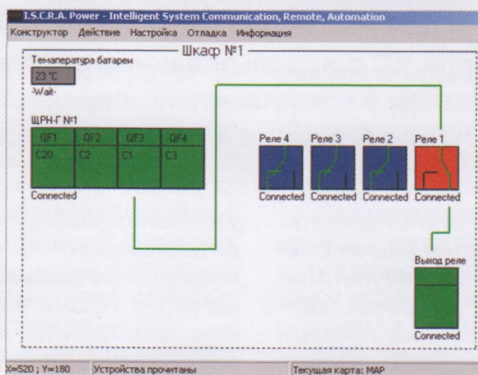 I.S.C.R.A. Power - Intelligent System Communication, Remote, Automation
Конструктор Действие Настройка Отладка Информация
Шкаф №1
Температура батареи
23 °C
-Wait-
ЩРН-Г №1
QF1 QF2 QF3 QF4
C20 C2 C1 C3
Connected
Реле 4 Реле 3 Реле 2 Реле 1
Connected Connected Connected Connected
Выход реле
Connected
X=520 ; Y=180 Устройства прочитаны Текущая карта: MAP